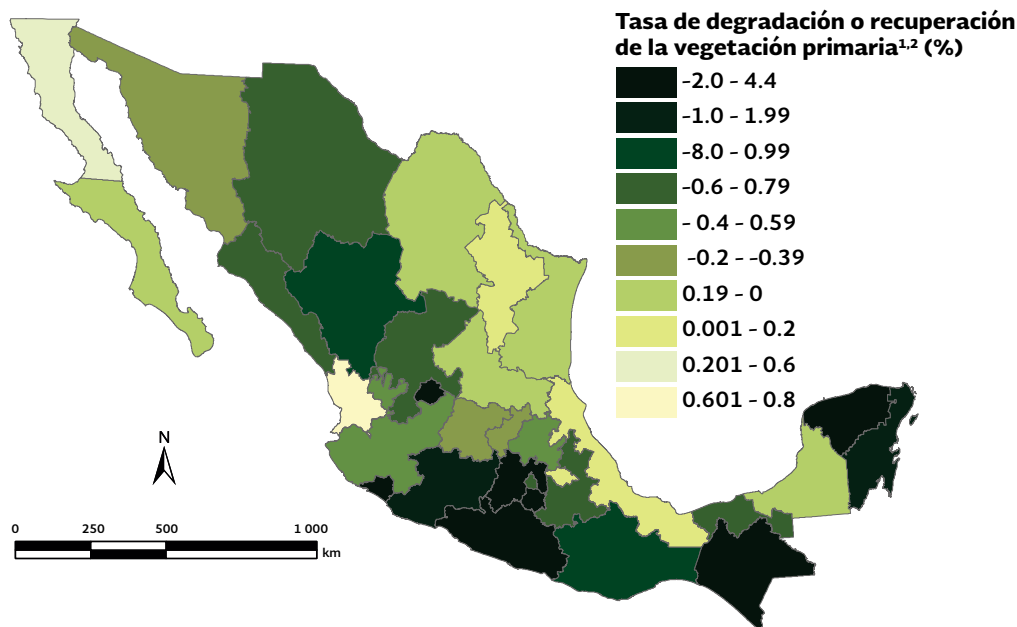 Tasa de degradación o recuperación
de la vegetación primaria¹,² (%)
-2.0 - 4.4
-1.0 - 1.99
-8.0 - 0.99
-0.6 - 0.79
- 0.4 - 0.59
-0.2 - -0.39
0.19 - 0
0.001 - 0.2
0.201 - 0.6
0.601 - 0.8
N
0 250 500 1 000
km